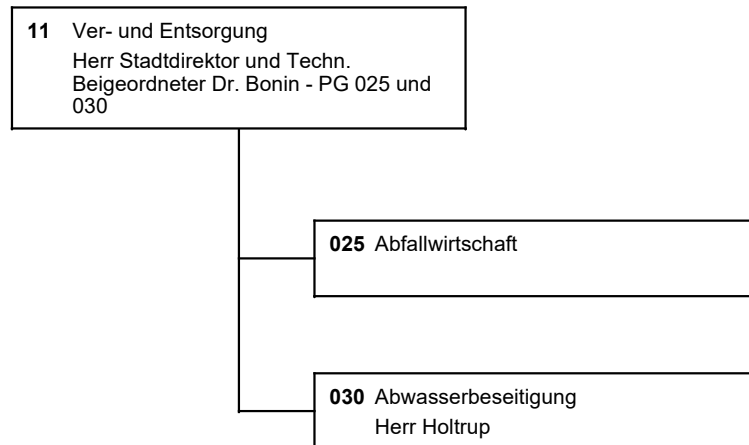 11 Ver- und Entsorgung
Herr Stadtdirektor und Techn.
Beigeordneter Dr. Bonin - PG 025 und
030
025 Abfallwirtschaft
030 Abwasserbeseitigung
Herr Holtrup